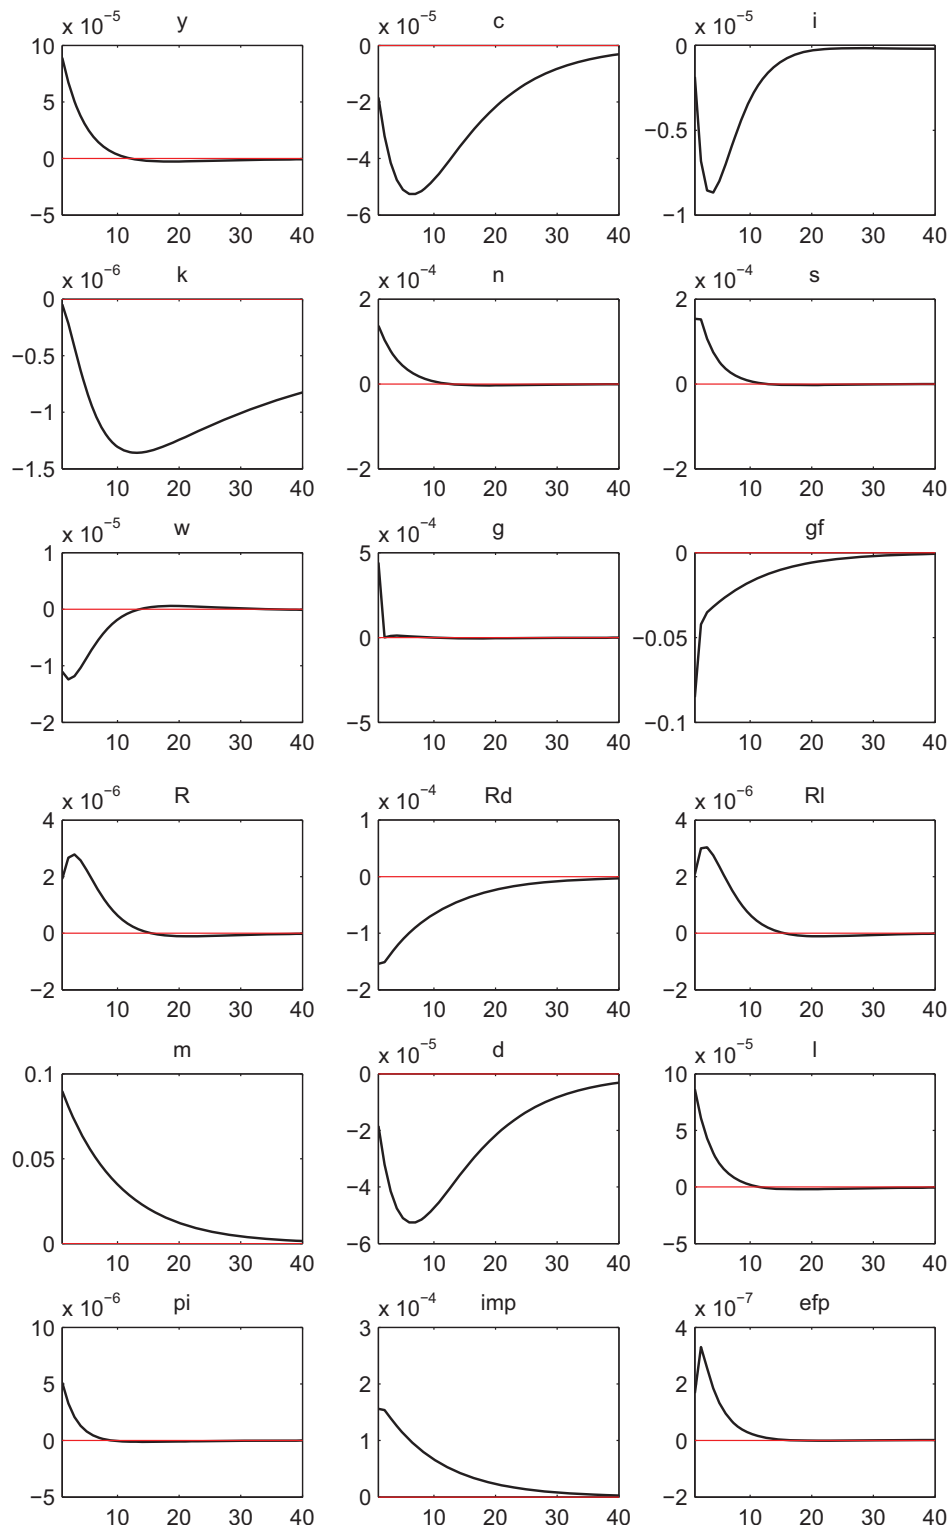 x 10⁻⁵ y x 10⁻⁵ c x 10⁻⁵ i
10 0 0
5 −2
0 −4 −0.5
−5 −6 −1
10 20 30 40 10 20 30 40 10 20 30 40
x 10⁻⁶ k x 10⁻⁴ n x 10⁻⁴ s
0 2 2
−0.5
−1 0 0
−1.5 −2 −2
10 20 30 40 10 20 30 40 10 20 30 40
x 10⁻⁵ w x 10⁻⁴ g gf
1 5 0
0 0 −0.05
−1
−2 −5 −0.1
10 20 30 40 10 20 30 40 10 20 30 40
x 10⁻⁶ R x 10⁻⁴ Rd x 10⁻⁶ Rl
4 1 4
2 0 2
0 −1 0
−2 −2 −2
10 20 30 40 10 20 30 40 10 20 30 40
m x 10⁻⁵ d x 10⁻⁵ l
0.1 0 10
0.05 −2 5
−4 0
0 −6 −5
10 20 30 40 10 20 30 40 10 20 30 40
x 10⁻⁶ pi x 10⁻⁴ imp x 10⁻⁷ efp
10 3 4
5 2 2
0 1 0
−5 0 −2
10 20 30 40 10 20 30 40 10 20 30 40